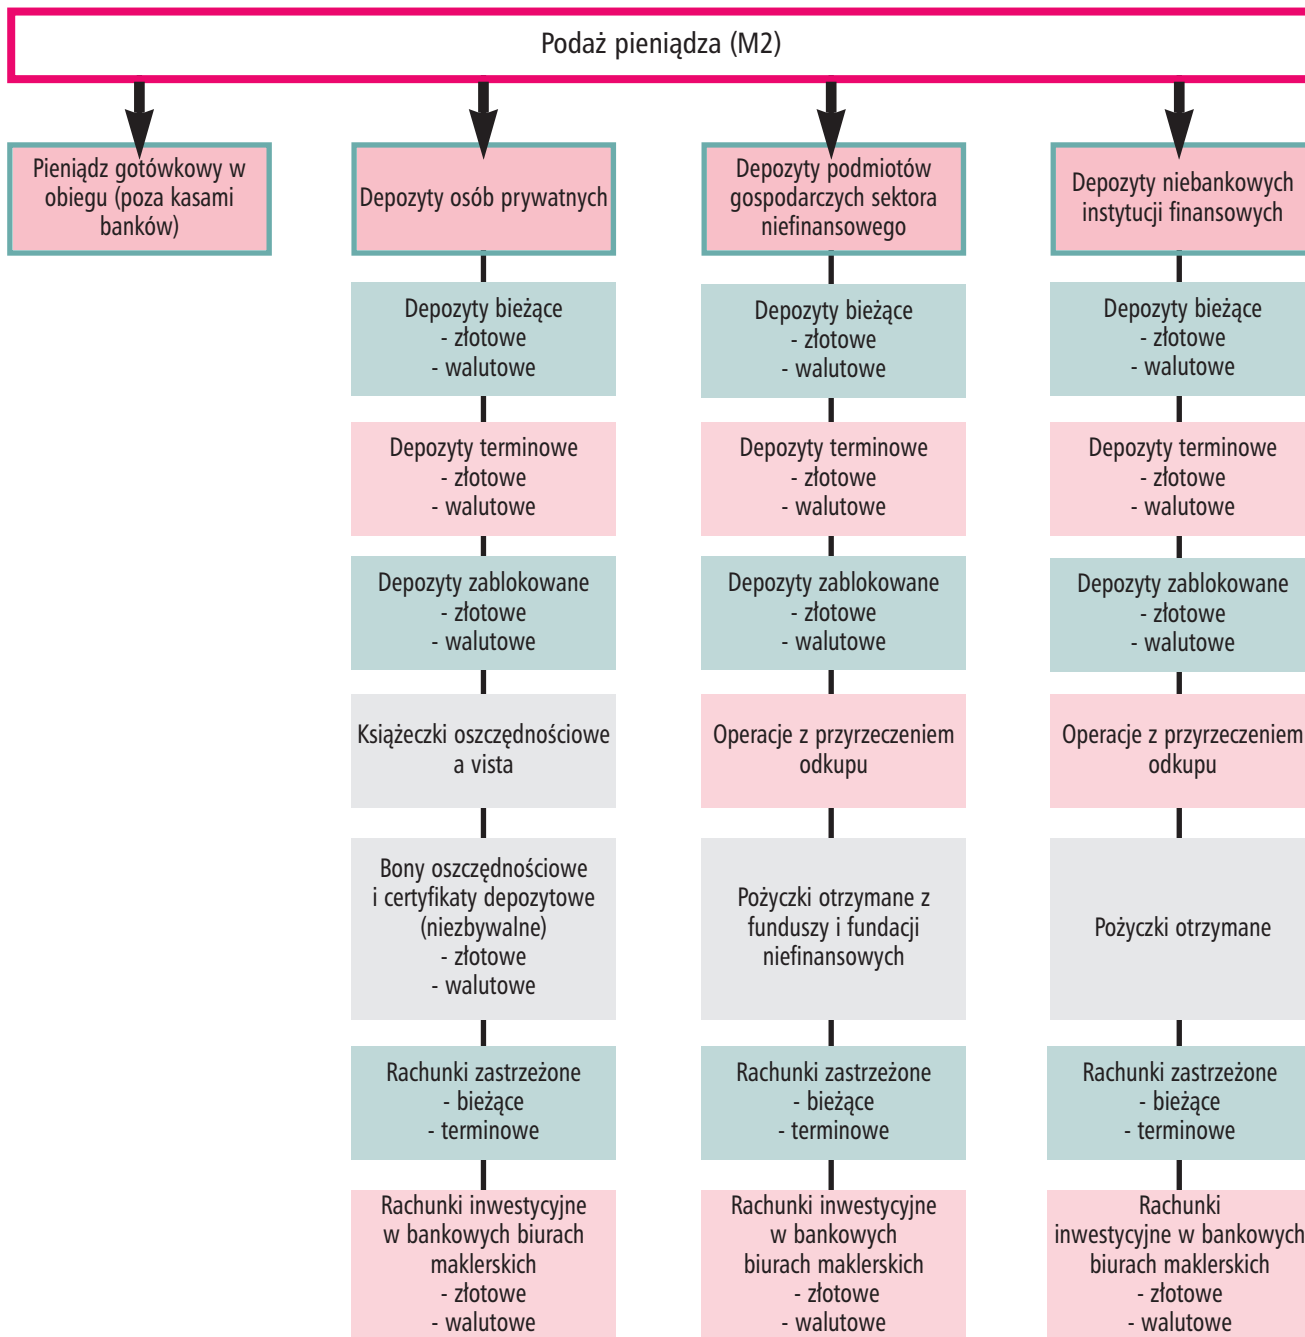 Podaż pieniądza (M2)
Pieniądz gotówkowy w
obiegu (poza kasami
banków)
Depozyty osób prywatnych
Depozyty bieżące
- złotowe
- walutowe
Depozyty terminowe
- złotowe
- walutowe
Depozyty zablokowane
- złotowe
- walutowe
Książeczki oszczędnościowe
a vista
Bony oszczędnościowe
i certyfikaty depozytowe
(niezbywalne)
- złotowe
- walutowe
Rachunki zastrzeżone
- bieżące
- terminowe
Rachunki inwestycyjne
w bankowych biurach
maklerskich
- złotowe
- walutowe
Depozyty podmiotów
gospodarczych sektora
niefinansowego
Depozyty bieżące
- złotowe
- walutowe
Depozyty terminowe
- złotowe
- walutowe
Depozyty zablokowane
- złotowe
- walutowe
Operacje z przyrzeczeniem
odkupu
Pożyczki otrzymane z
funduszy i fundacji
niefinansowych
Rachunki zastrzeżone
- bieżące
- terminowe
Rachunki inwestycyjne
w bankowych
biurach maklerskich
- złotowe
- walutowe
Depozyty niebankowych
instytucji finansowych
Depozyty bieżące
- złotowe
- walutowe
Depozyty terminowe
- złotowe
- walutowe
Depozyty zablokowane
- złotowe
- walutowe
Operacje z przyrzeczeniem
odkupu
Pożyczki otrzymane
Rachunki zastrzeżone
- bieżące
- terminowe
Rachunki
inwestycyjne w bankowych
biurach maklerskich
- złotowe
- walutowe